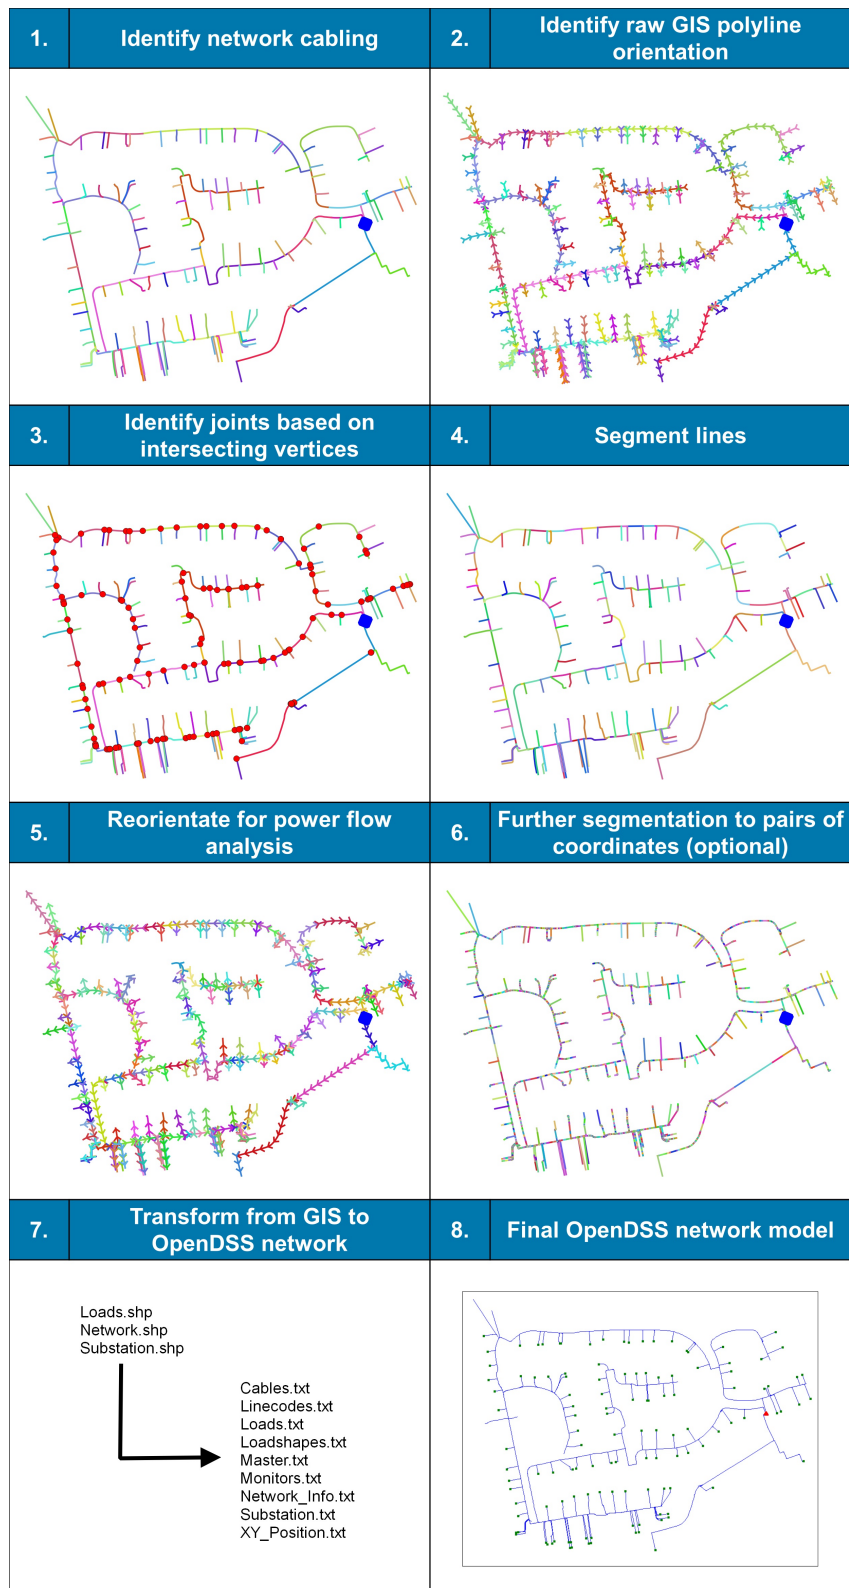 1.
Identify network cabling
2.
Identify raw GIS polyline
orientation
3.
Identify joints based on
intersecting vertices
4.
Segment lines
5.
Reorientate for power flow
analysis
6.
Further segmentation to pairs of
coordinates (optional)
7.
Transform from GIS to
OpenDSS network
8.
Final OpenDSS network model
Loads.shp
Network.shp
Substation.shp
Cables.txt
Linecodes.txt
Loads.txt
Loadshapes.txt
Master.txt
Monitors.txt
Network_Info.txt
Substation.txt
XY_Position.txt